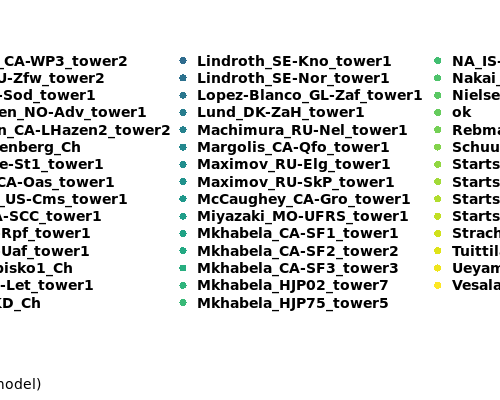 _CA-WP3_tower2
J-Zfw_tower2
-Sod_tower1
en_NO-Adv_tower1
n_CA-LHazen2_tower2
enberg_Ch
e-St1_tower1
CA-Oas_tower1
_US-Cms_tower1
A-SCC_tower1
Rpf_tower1
Uaf_tower1
bisko1_Ch
-Let_tower1
KD_Ch
Lindroth_SE-Kno_tower1
Lindroth_SE-Nor_tower1
Lopez-Blanco_GL-Zaf_tower1
Lund_DK-ZaH_tower1
Machimura_RU-Nel_tower1
Margolis_CA-Qfo_tower1
Maximov_RU-Elg_tower1
Maximov_RU-SkP_tower1
McCaughey_CA-Gro_tower1
Miyazaki_MO-UFRS_tower1
Mkhabela_CA-SF1_tower1
Mkhabela_CA-SF2_tower2
Mkhabela_CA-SF3_tower3
Mkhabela_HJP02_tower7
Mkhabela_HJP75_tower5
NA_IS-
Nakai_
Nielse
ok
Rebma
Schuu
Starts
Starts
Starts
Starts
Strach
Tuittil
Ueyam
Vesala
nodel)